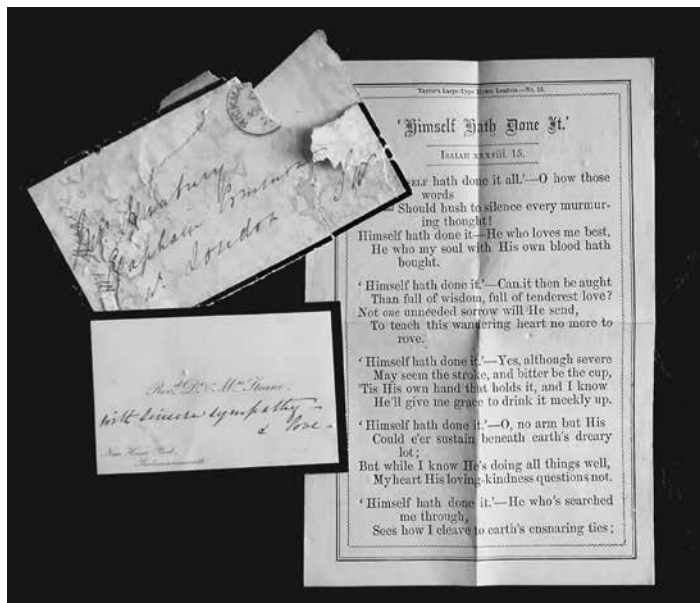 Clapham Common
London
S.W.
Rev.d Dr. & Mrs. Steane.
with sincere sympathy
& love
New House Park,
Rickmansworth
Taylor's Large-Type Hymn Leaflets.—No. 18.
'Himself Hath Done It.'
ISAIAH xxxviii. 15.
hath done it all.'—O how those
words
Should hush to silence every murmur-
ing thought!
Himself hath done it—He who loves me best,
He who my soul with His own blood hath
bought.
'Himself hath done it.'—Can it then be aught
Than full of wisdom, full of tenderest love?
Not one unneeded sorrow will He send,
To teach this wandering heart no more to
rove.
'Himself hath done it.'—Yes, although severe
May seem the stroke, and bitter be the cup,
'Tis His own hand that holds it, and I know
He'll give me grace to drink it meekly up.
'Himself hath done it.'—O, no arm but His
Could e'er sustain beneath earth's dreary
lot;
But while I know He's doing all things well,
My heart His loving-kindness questions not.
'Himself hath done it.'—He who's searched
me through,
Sees how I cleave to earth's ensnaring ties;